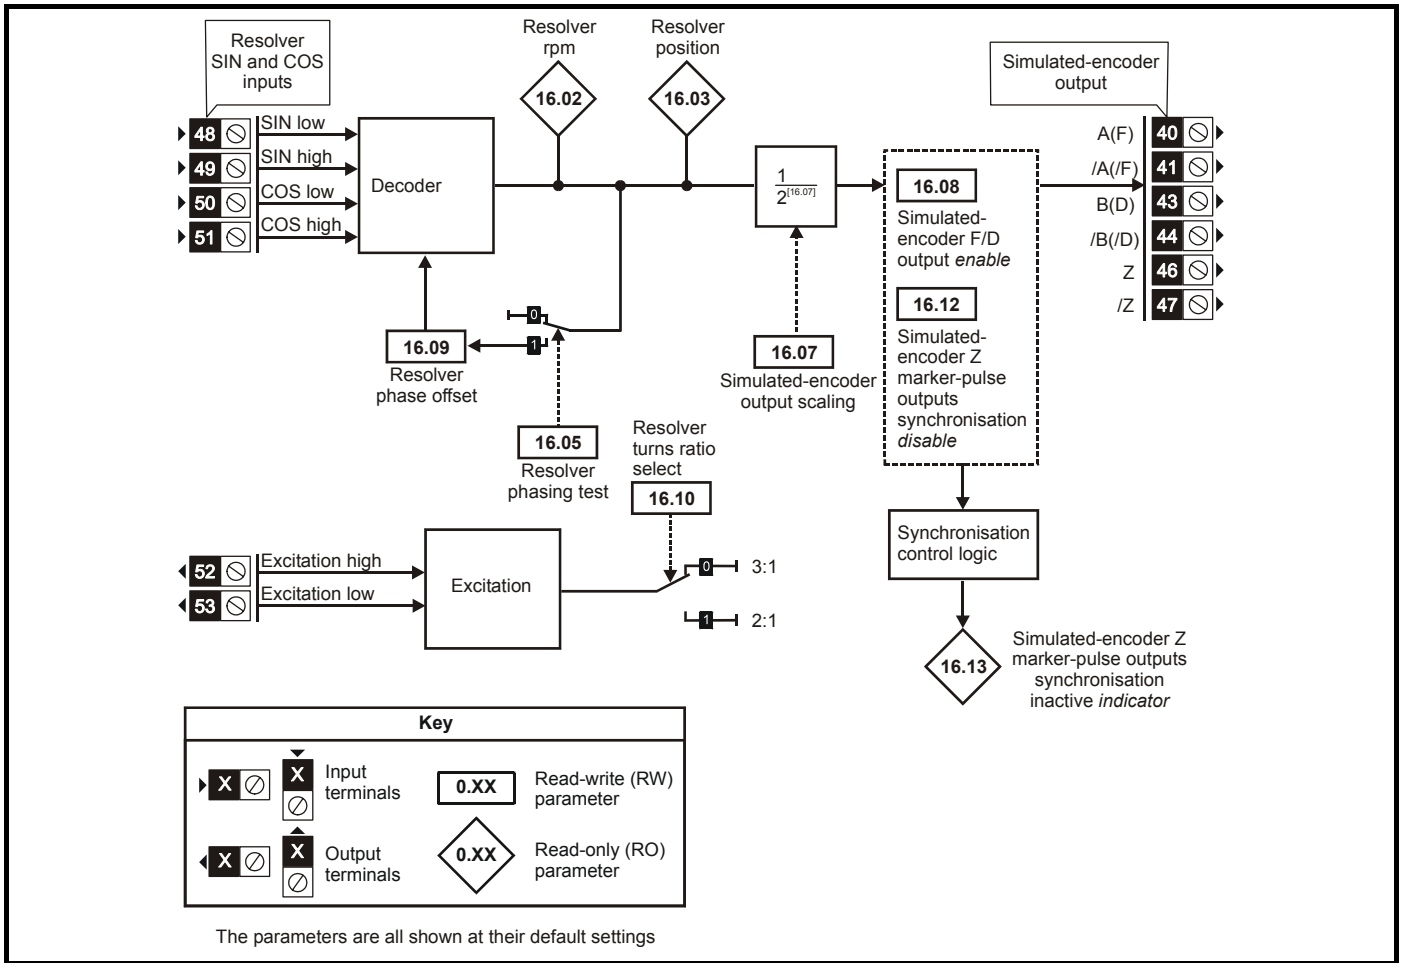 Resolver
SIN and COS
inputs
Resolver
rpm
Resolver
position
Simulated-encoder
output
16.02
16.03
48
SIN low
49
SIN high
50
COS low
51
COS high
Decoder
1
2[16.07]
16.08
Simulated-
encoder F/D
output enable
16.12
Simulated-
encoder Z
marker-pulse
outputs
synchronisation
disable
A(F)
40
/A(/F)
41
B(D)
43
/B(/D)
44
Z
46
/Z
47
0
1
16.09
Resolver
phase offset
16.07
Simulated-encoder
output scaling
16.05
Resolver
phasing test
Resolver
turns ratio
select
16.10
52
Excitation high
53
Excitation low
Excitation
0
3:1
1
2:1
Synchronisation
control logic
16.13
Simulated-encoder Z
marker-pulse outputs
synchronisation
inactive indicator
Key
X
X
Input
terminals
0.XX
Read-write (RW)
parameter
X
X
Output
terminals
0.XX
Read-only (RO)
parameter
The parameters are all shown at their default settings